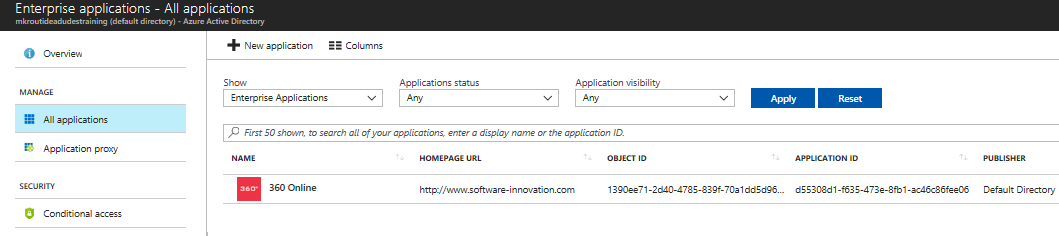 Enterprise applications - All applications
mkroutideadudestraining (default directory) - Azure Active Directory
Overview
MANAGE
All applications
Application proxy
SECURITY
Conditional access
New application Columns
Show Applications status Application visibility
Enterprise Applications Any Any Apply Reset
First 50 shown, to search all of your applications, enter a display name or the application ID.
NAME HOMEPAGE URL OBJECT ID APPLICATION ID PUBLISHER
360° 360 Online http://www.software-innovation.com 1390ee71-2d40-4785-839f-70a1dd5d96... d55308d1-f635-473e-8fb1-ac46c86fee06 Default Directory